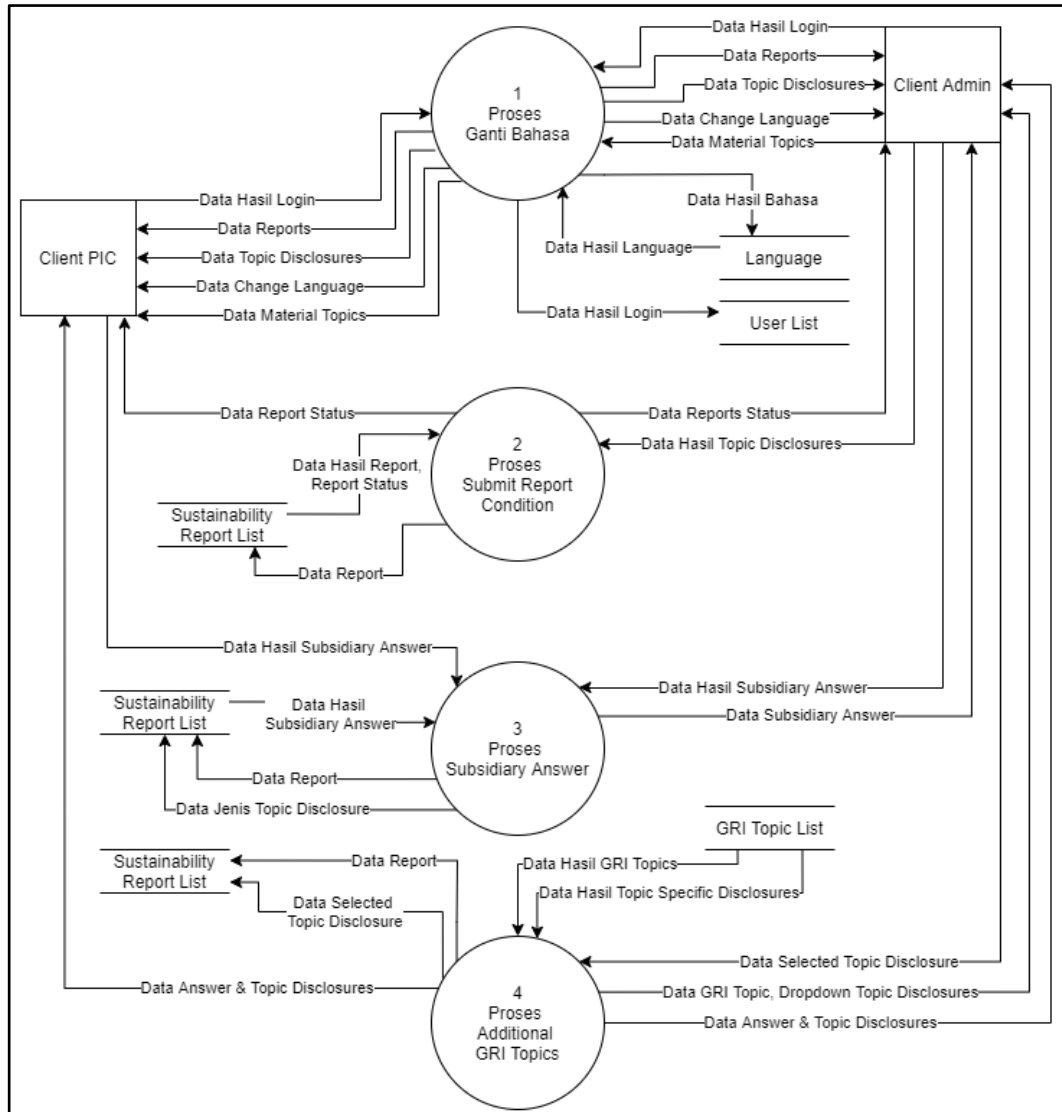 Data Hasil Login
Data Reports
Data Topic Disclosures
Data Change Language
Data Material Topics
Client Admin
1
Proses
Ganti Bahasa
Data Hasil Login
Data Reports
Data Topic Disclosures
Data Change Language
Data Material Topics
Client PIC
Data Hasil Bahasa
Data Hasil Language
Language
Data Hasil Login
User List
Data Report Status
Data Reports Status
Data Hasil Topic Disclosures
2
Proses
Submit Report
Condition
Data Hasil Report,
Report Status
Sustainability
Report List
Data Report
Data Hasil Subsidiary Answer
Data Hasil Subsidiary Answer
Data Subsidiary Answer
3
Proses
Subsidiary Answer
Sustainability
Report List
Data Hasil
Subsidiary Answer
Data Report
Data Jenis Topic Disclosure
GRI Topic List
Data Hasil GRI Topics
Data Hasil Topic Specific Disclosures
Sustainability
Report List
Data Report
Data Selected
Topic Disclosure
Data Answer & Topic Disclosures
4
Proses
Additional
GRI Topics
Data Selected Topic Disclosure
Data GRI Topic, Dropdown Topic Disclosures
Data Answer & Topic Disclosures